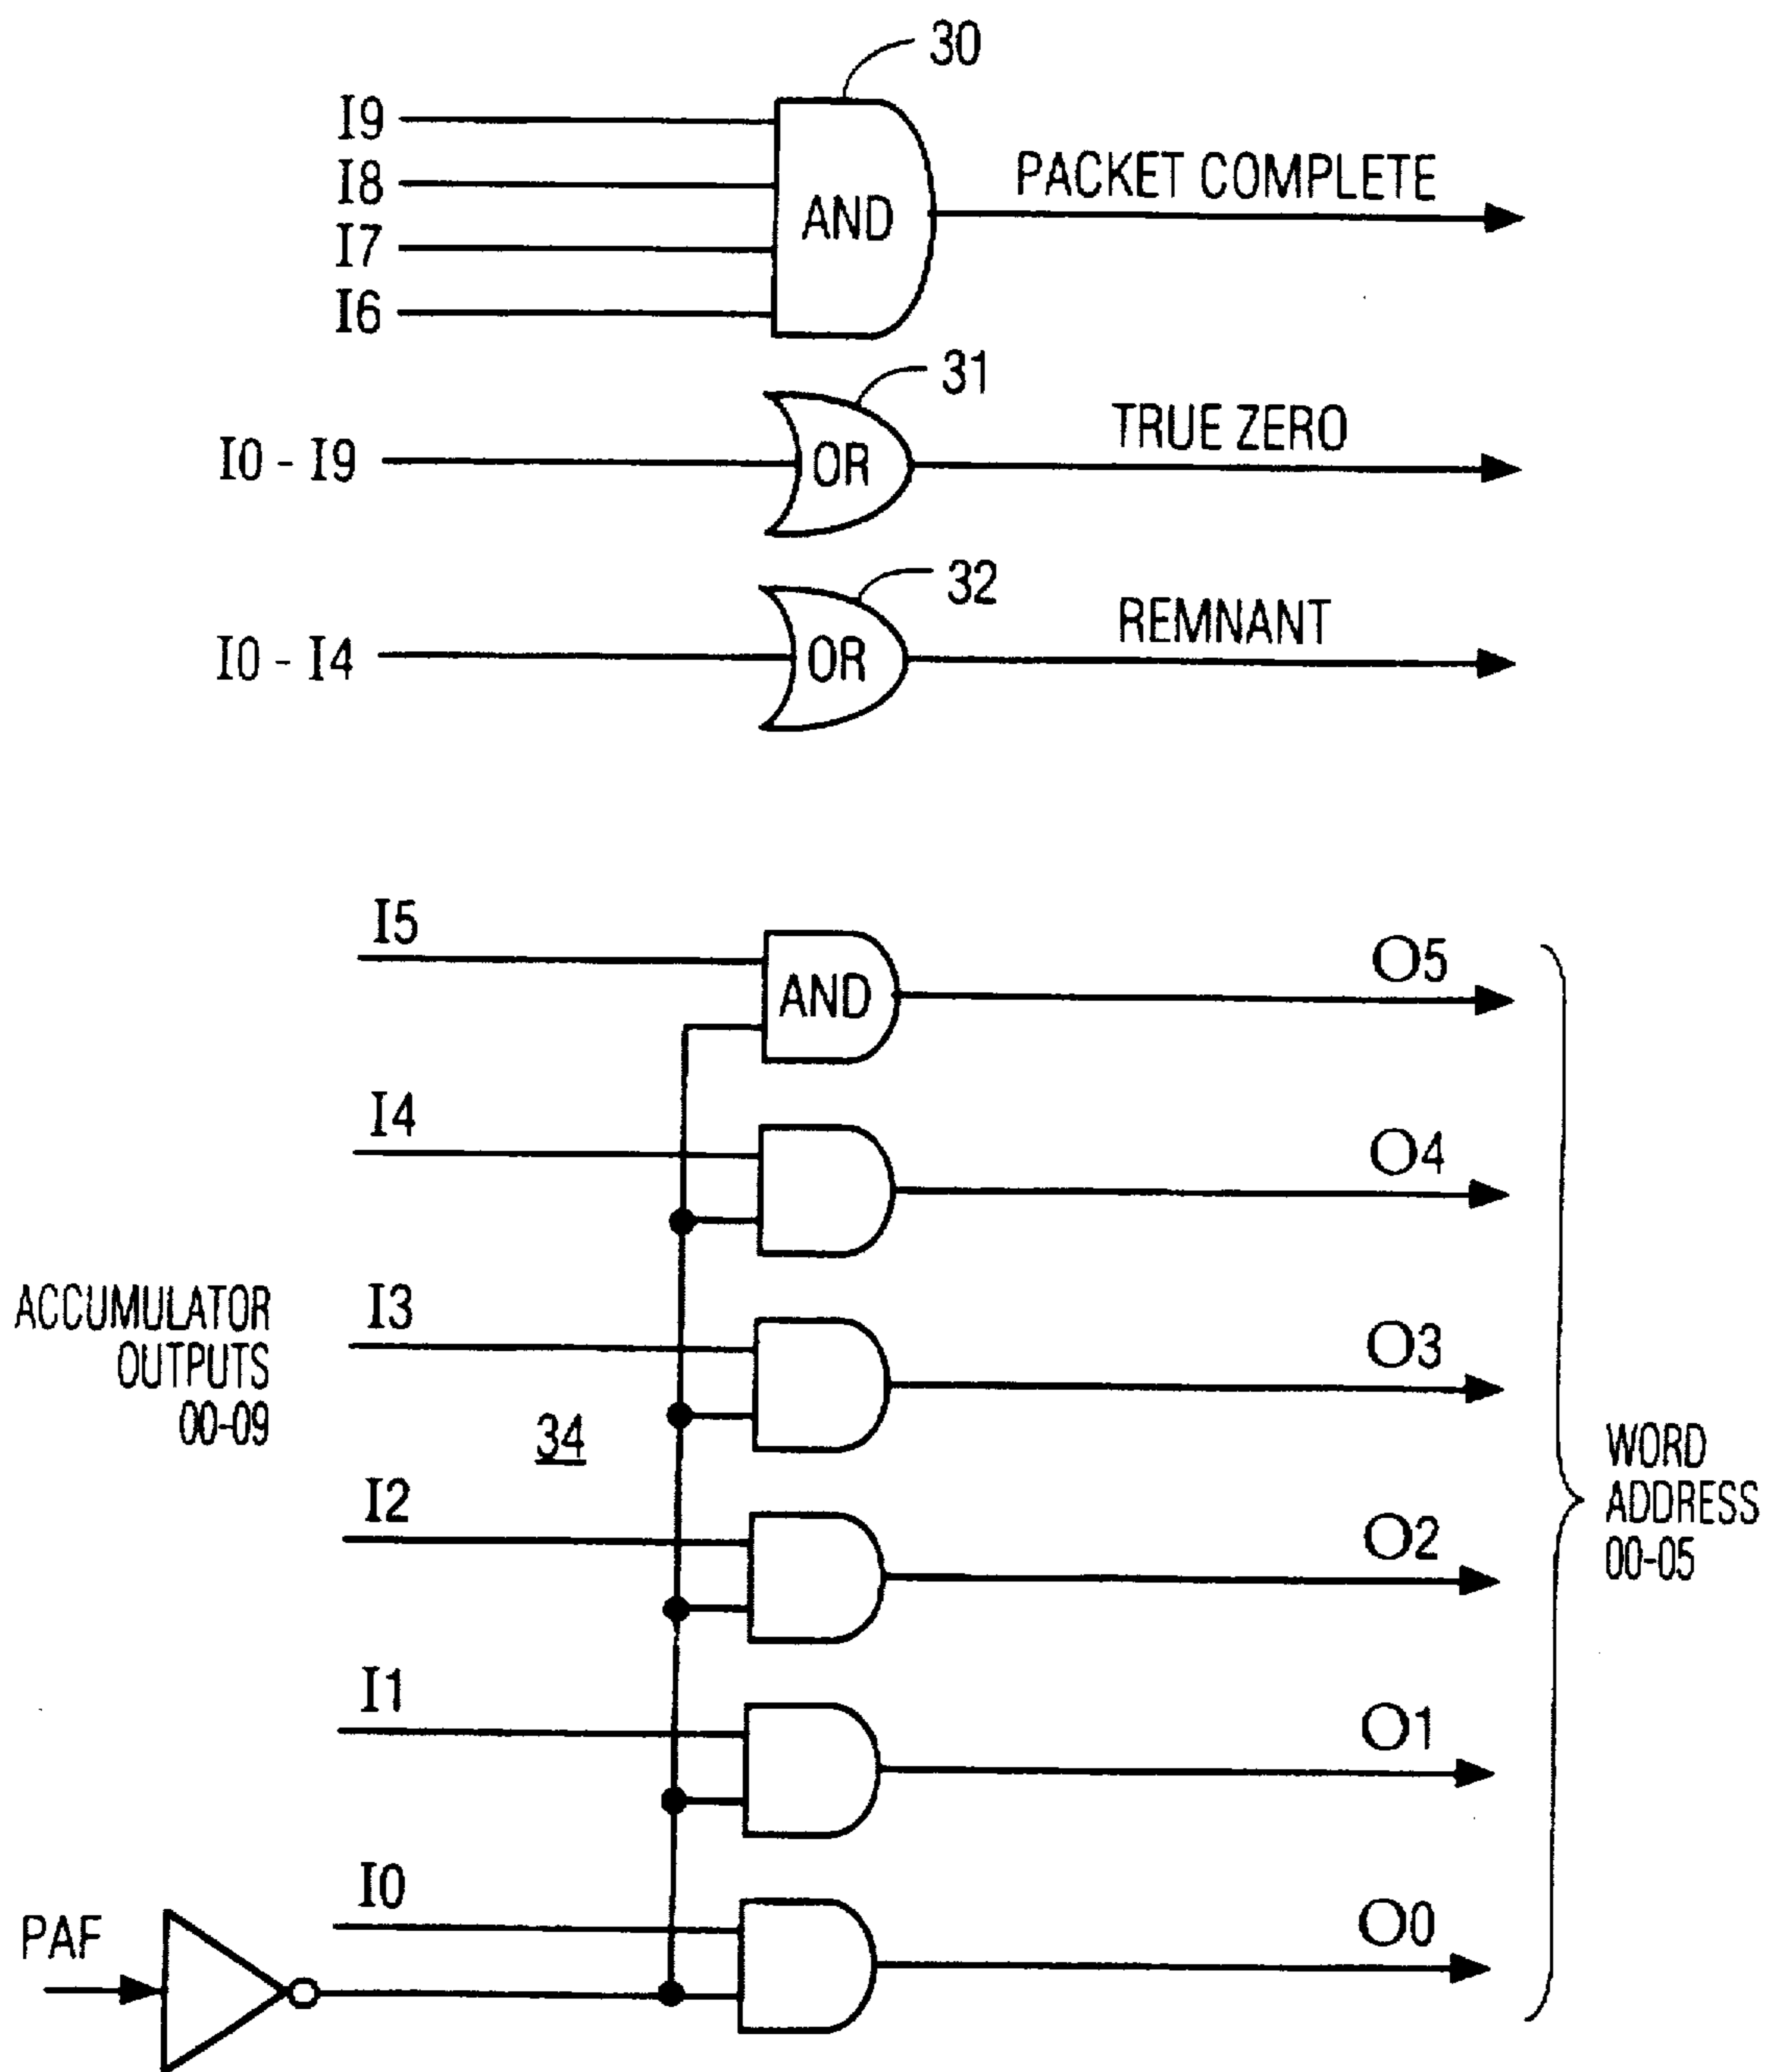 30
I9
I8
I7
I6
AND
PACKET COMPLETE
31
I0 - I9
OR
TRUE ZERO
32
I0 - I4
OR
REMNANT
I5
AND
O5
I4
O4
ACCUMULATOR
OUTPUTS
00-09
I3
O3
34
WORD
ADDRESS
00-05
I2
O2
I1
O1
I0
O0
PAF